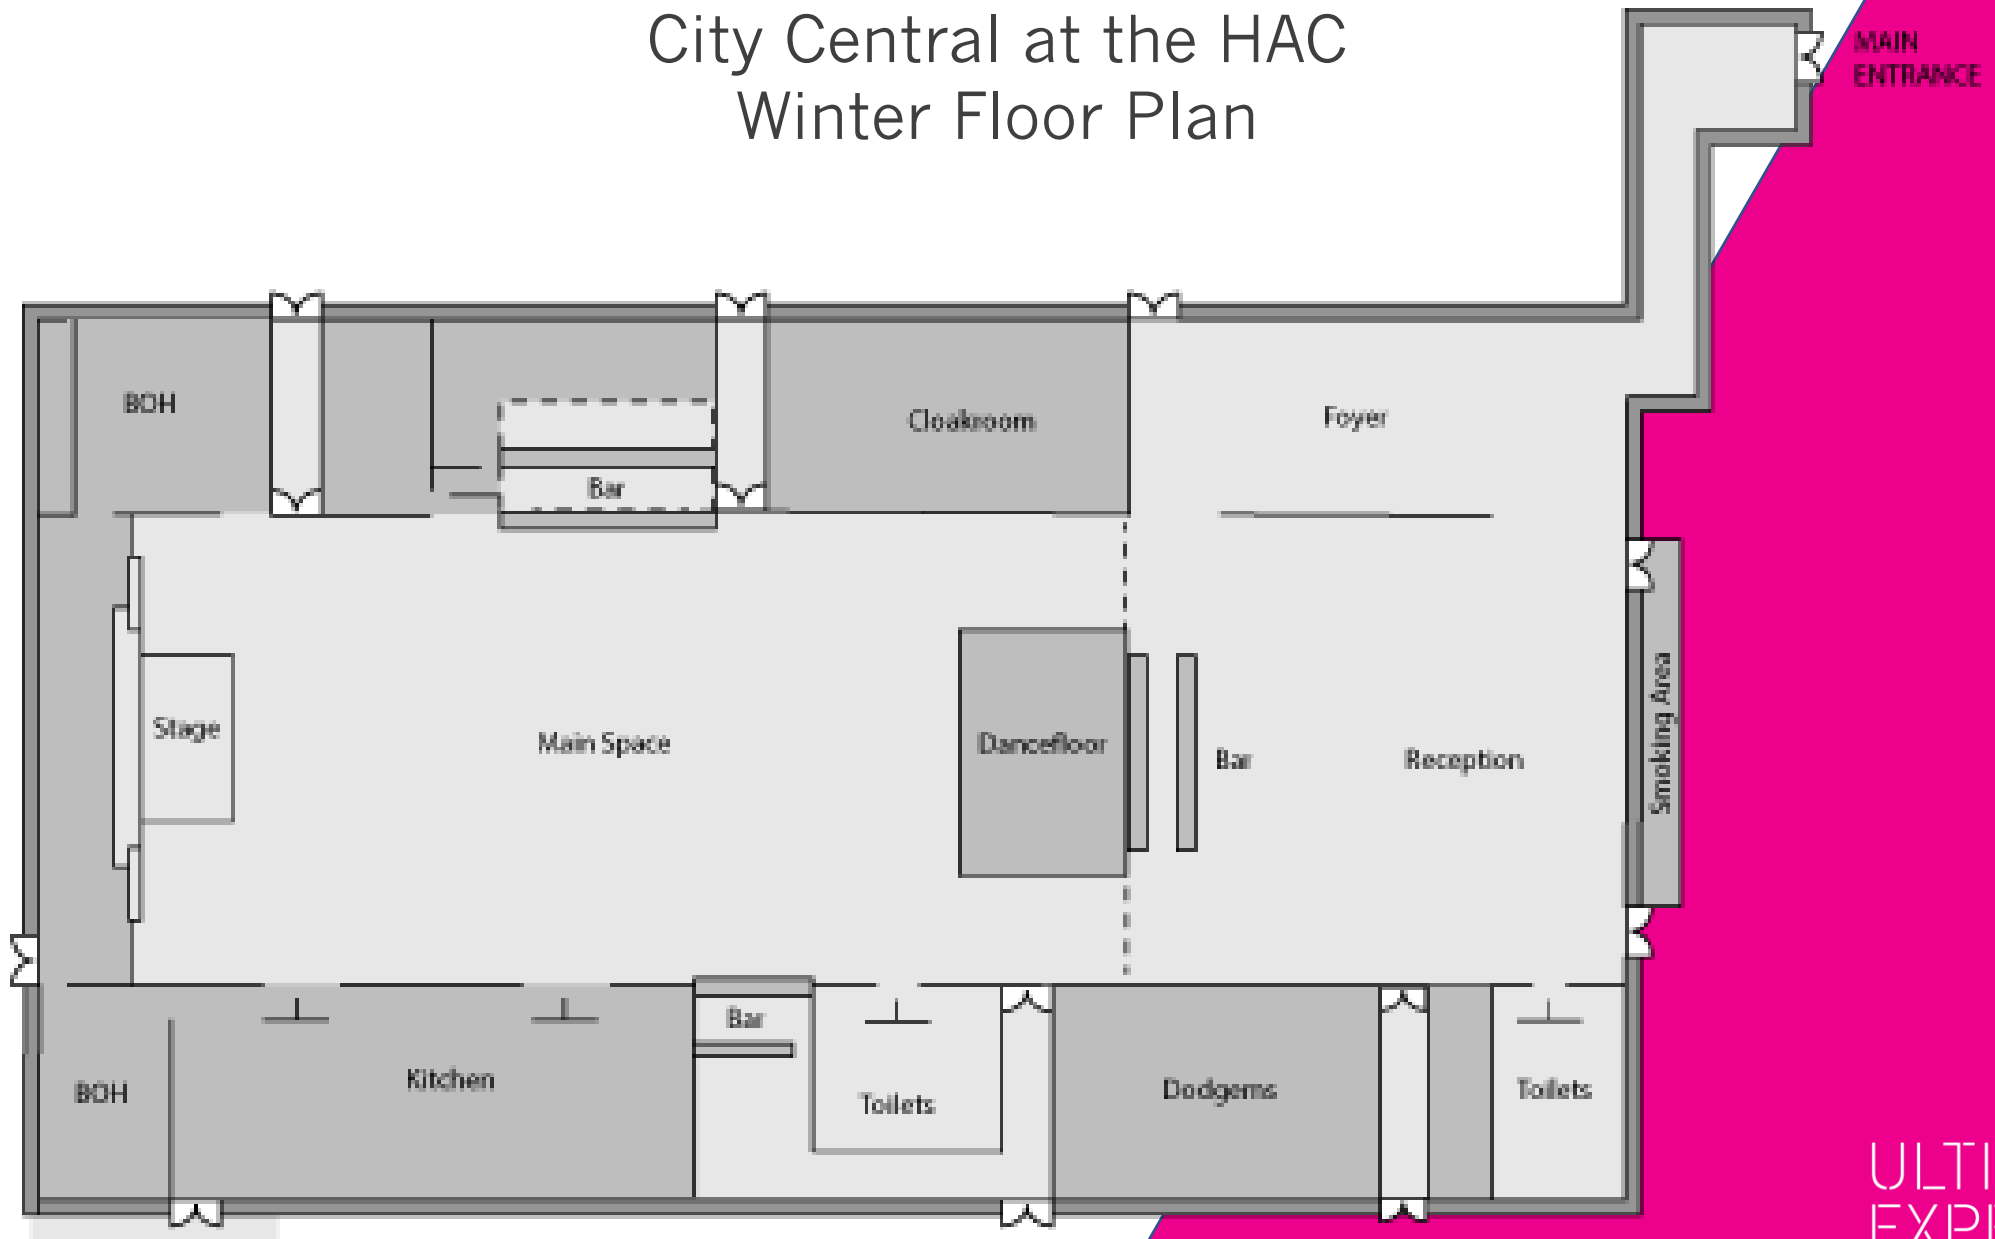 City Central at the HAC
Winter Floor Plan
MAIN
ENTRANCE
BOH
Cloakroom
Foyer
Bar
Stage
Main Space
Dancefloor
Bar
Reception
Smoking Area
Bar
BOH
Kitchen
Toilets
Dodgems
Toilets